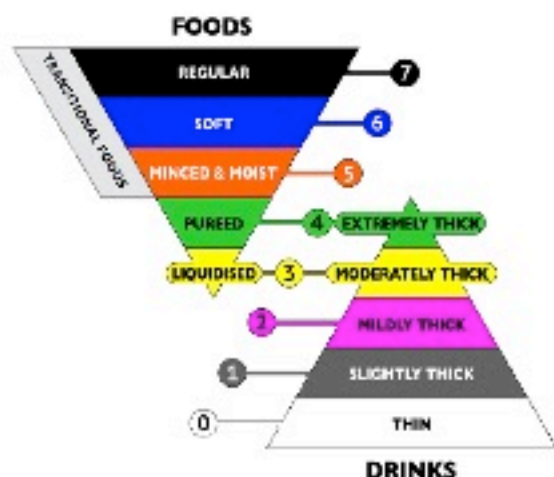 FOODS
TRANSITIONAL FOODS
REGULAR 7
SOFT 6
MINCED & MOIST 5
PUREED 4 EXTREMELY THICK
LIQUIDISED 3 MODERATELY THICK
2 MILDLY THICK
1 SLIGHTLY THICK
0 THIN
DRINKS